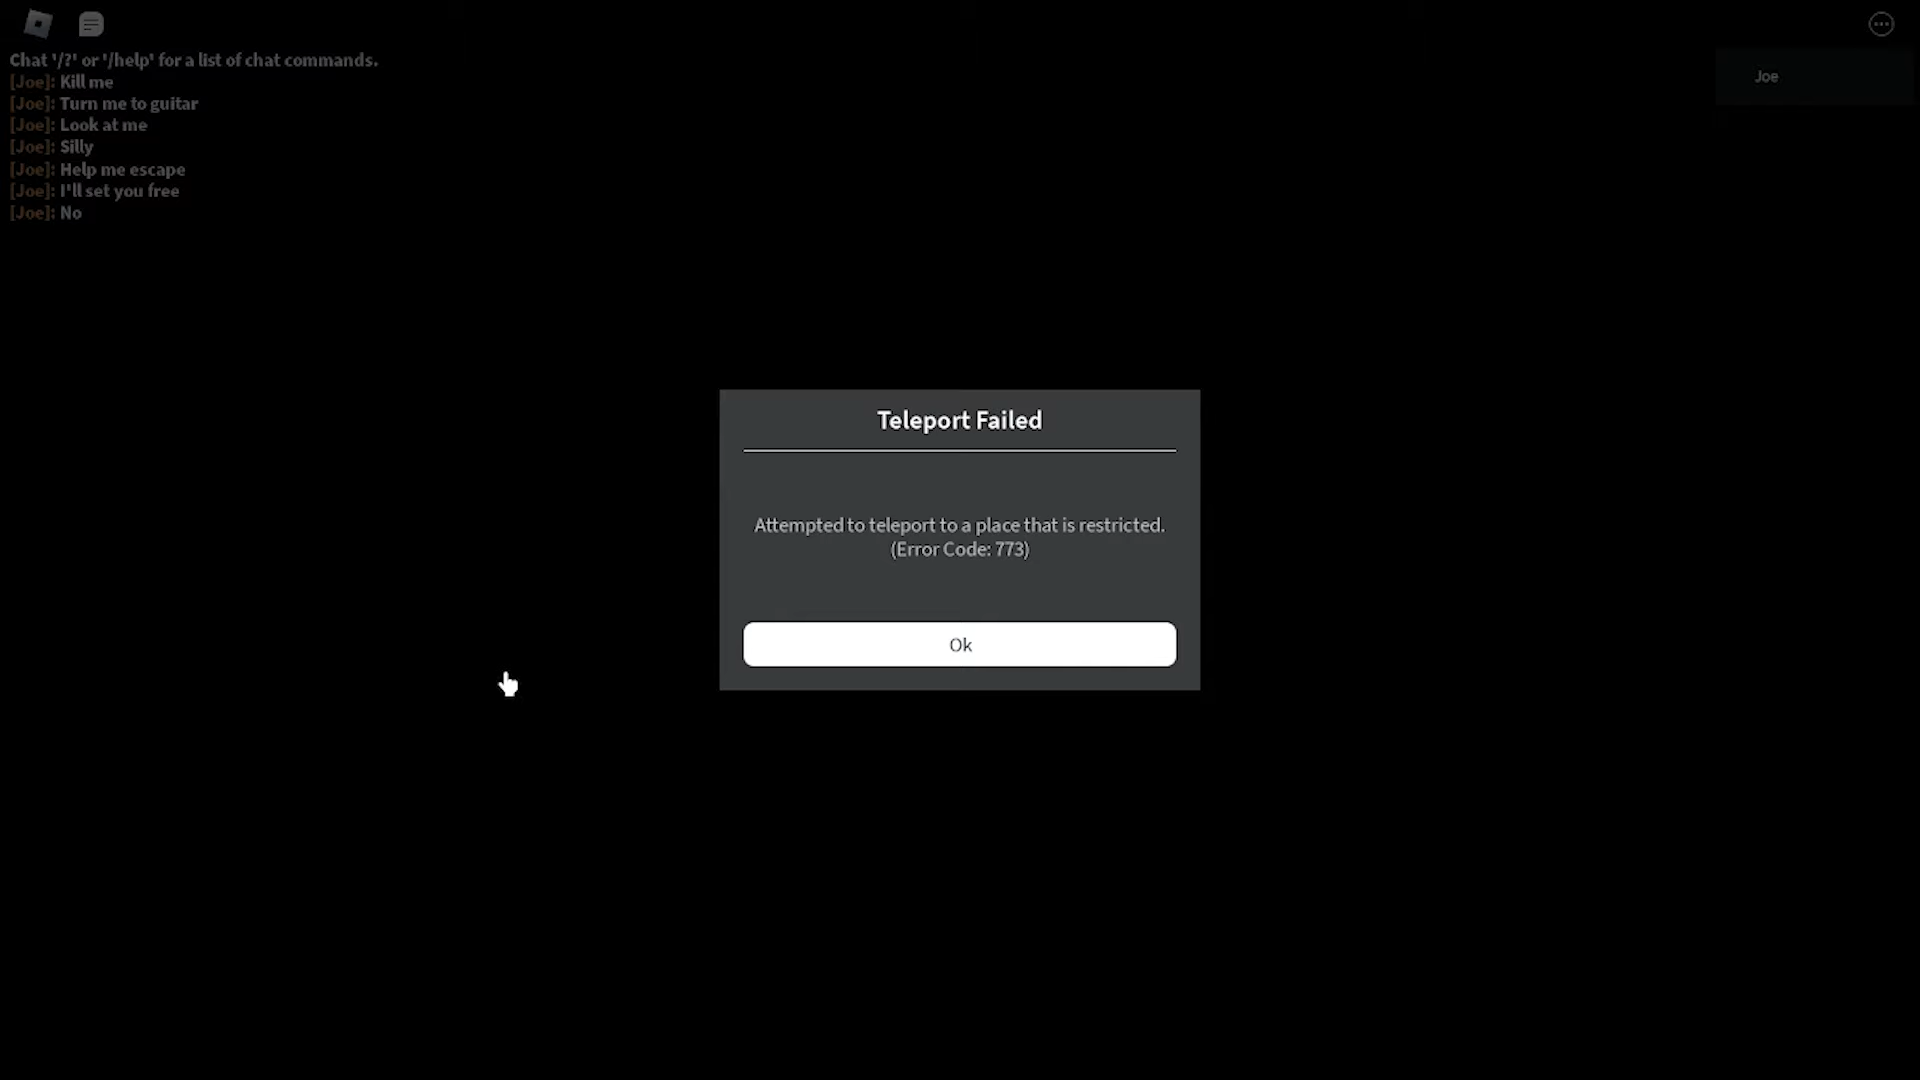 Chat '/?' or '/help' for a list of chat commands.
[Joe]: Kill me
[Joe]: Turn me to guitar
[Joe]: Look at me
[Joe]: Silly
[Joe]: Help me escape
[Joe]: I'll set you free
[Joe]: No
Joe
Teleport Failed
Attempted to teleport to a place that is restricted.
(Error Code: 773)
Ok